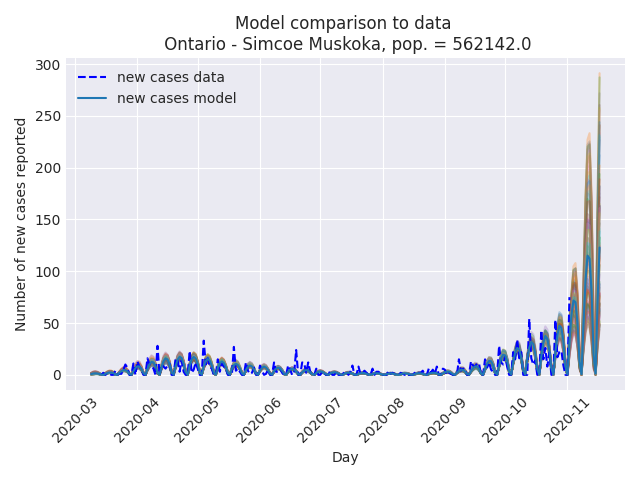 Model comparison to data
Ontario - Simcoe Muskoka, pop. = 562142.0
new cases data
new cases model
Number of new cases reported
300
250
200
150
100
50
0
2020-03
2020-04
2020-05
2020-06
2020-07
2020-08
2020-09
2020-10
2020-11
Day